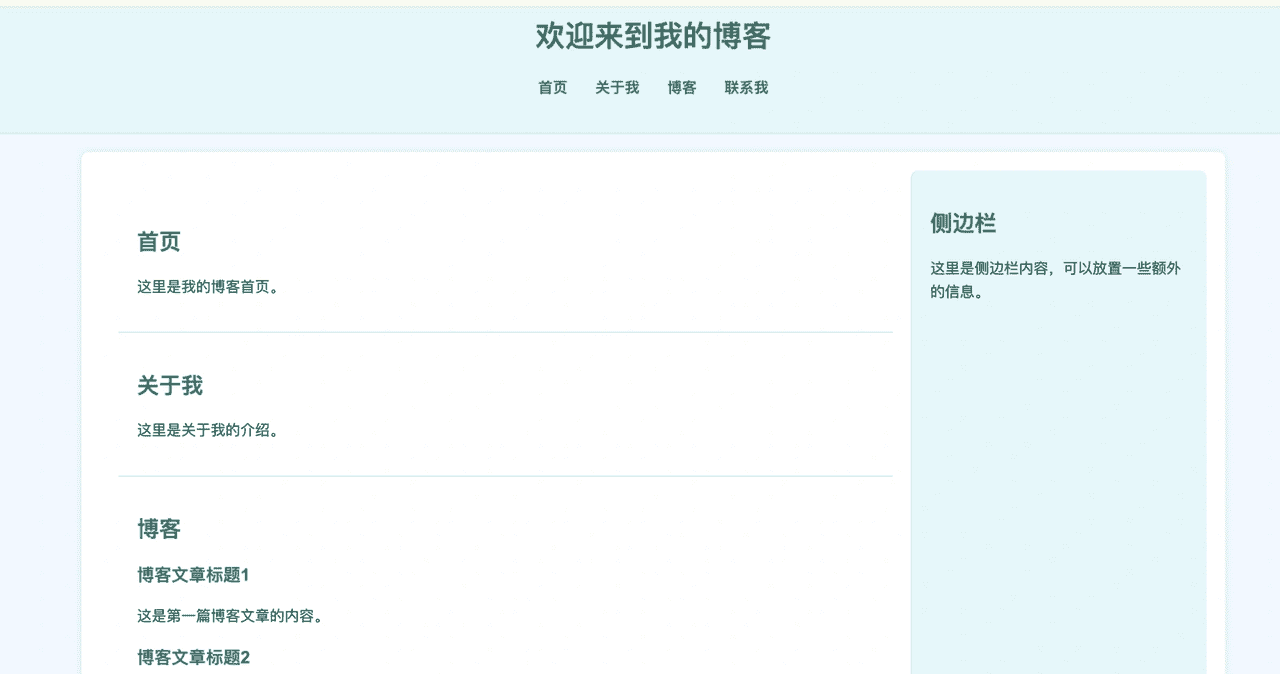 欢迎来到我的博客
首页 关于我 博客 联系我
首页
这里是我的博客首页。
关于我
这里是关于我的介绍。
博客
博客文章标题1
这是第一篇博客文章的内容。
博客文章标题2
侧边栏
这里是侧边栏内容，可以放置一些额外
的信息。